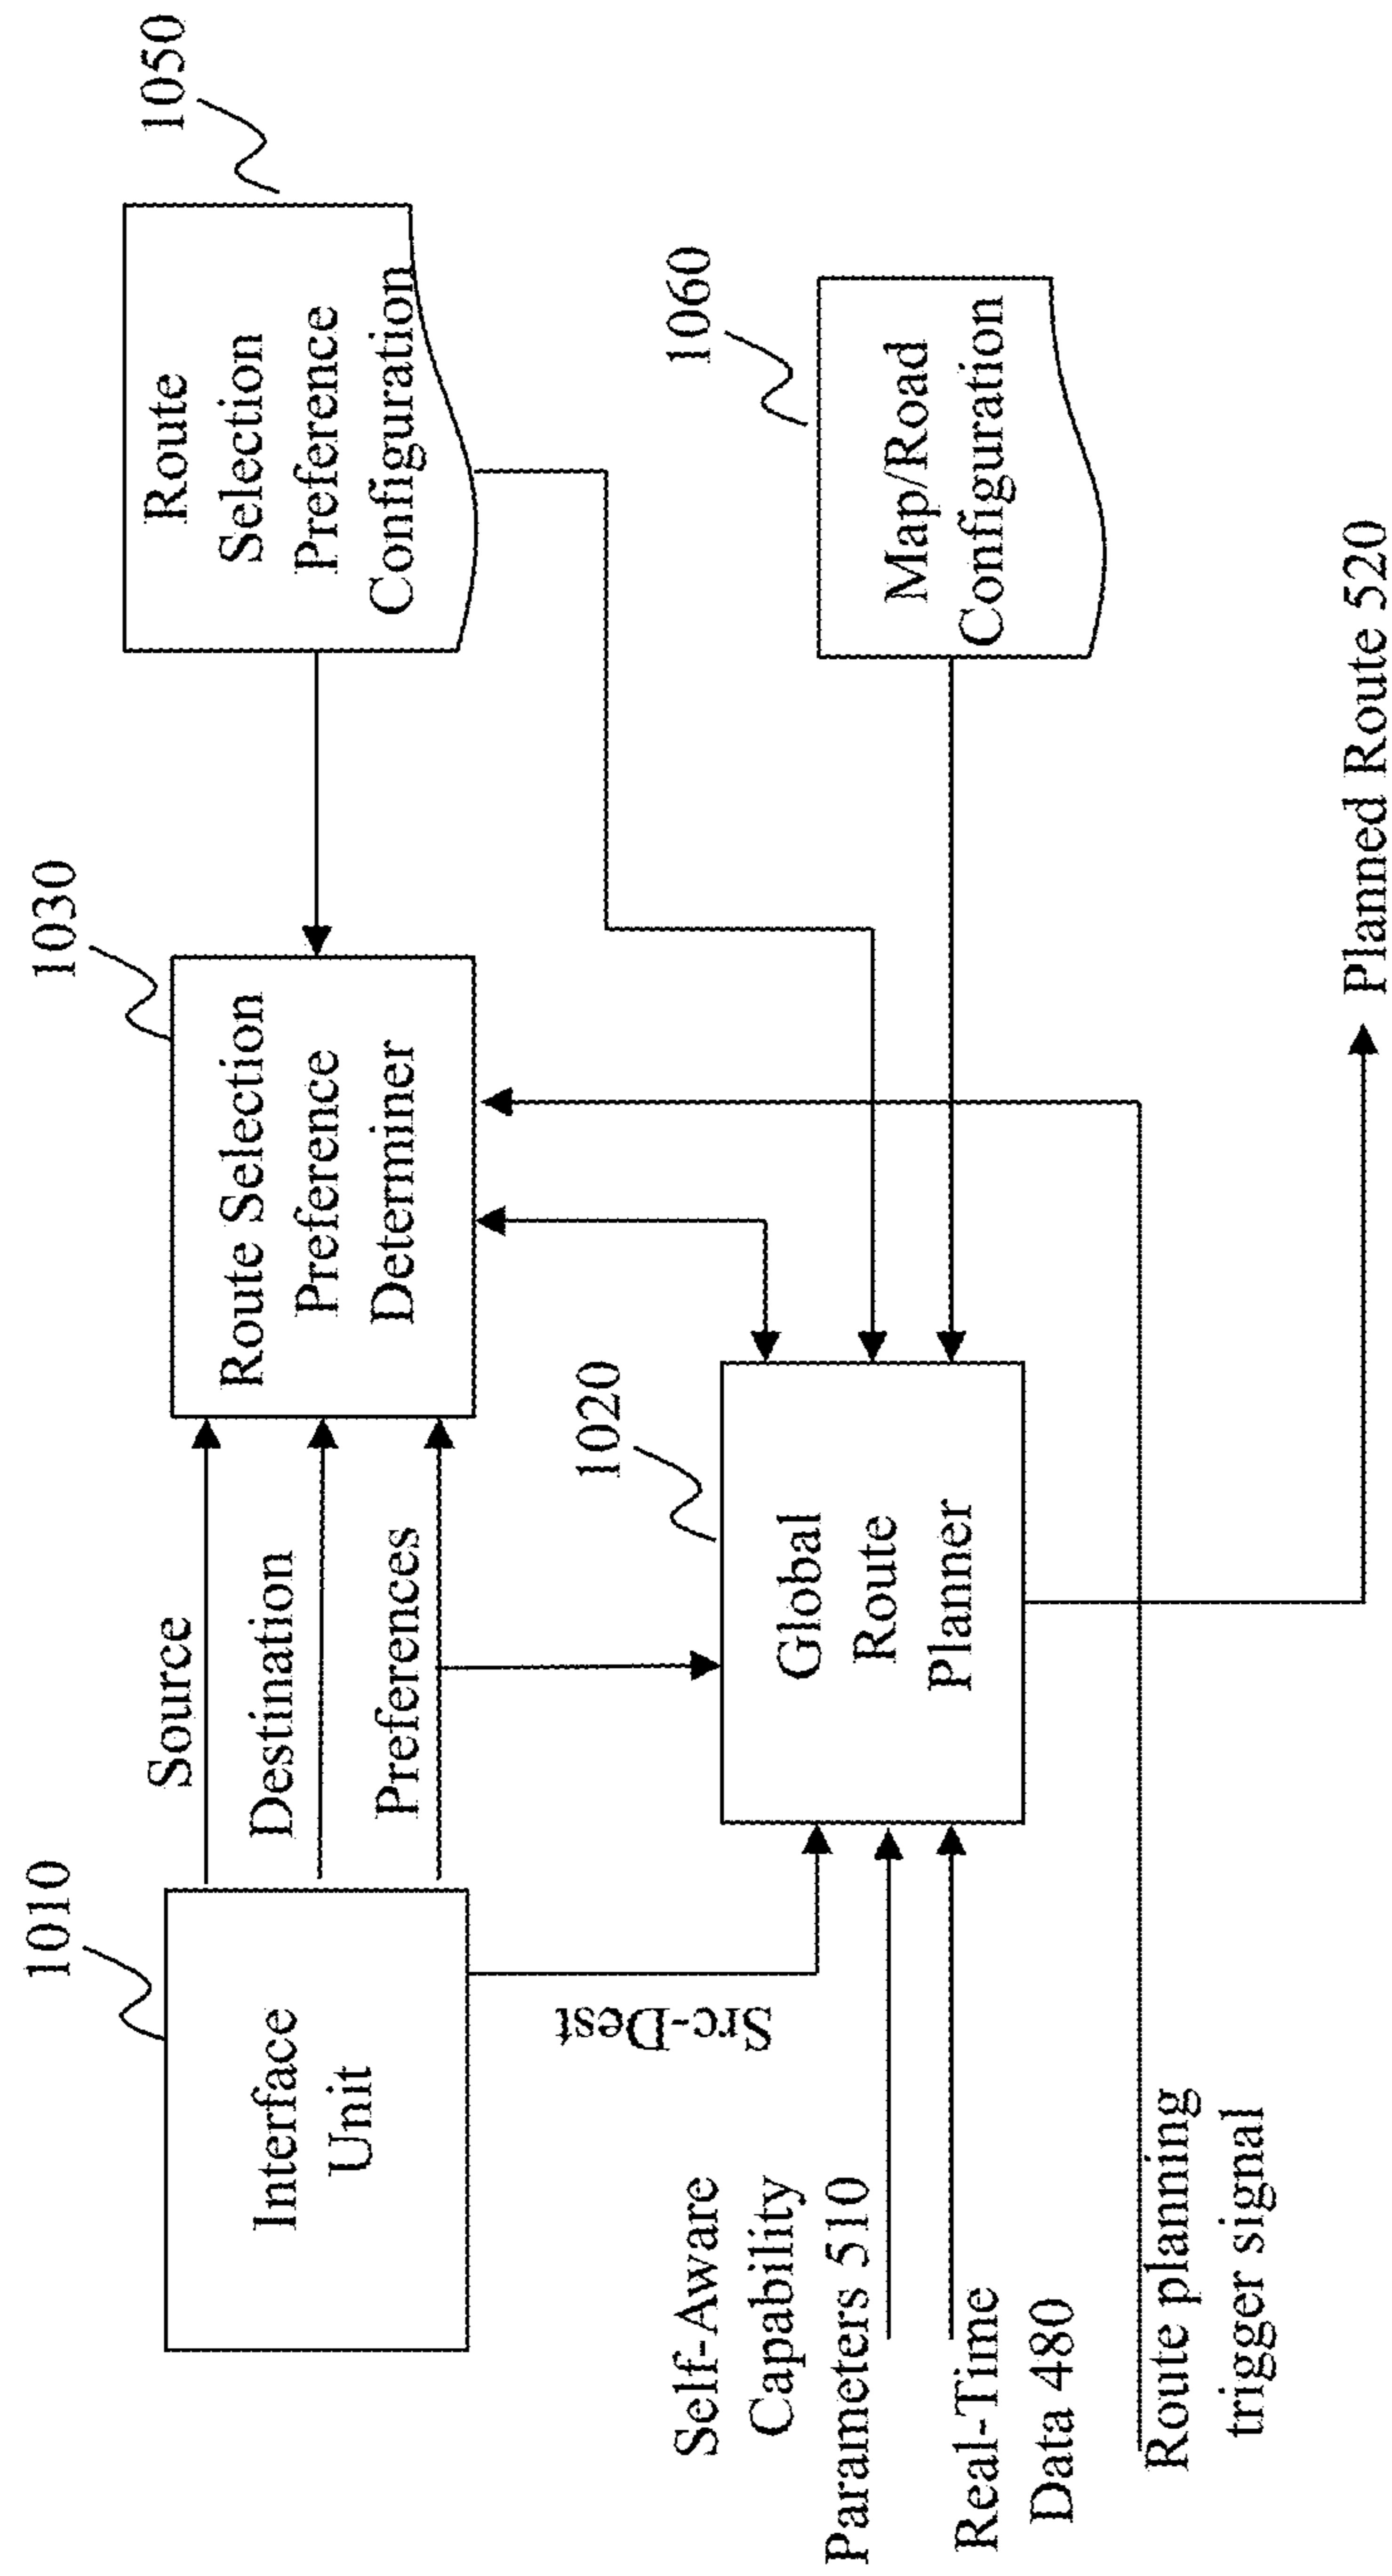 1010
Interface
Unit
Source
Destination
Preferences
1030
Route Selection
Preference
Determiner
1050
Route
Selection
Preference
Configuration
Src-Dest
1020
Global
Route
Planner
1060
Map/Road
Configuration
Self-Aware
Capability
Parameters 510
Real-Time
Data 480
Route planning
trigger signal
Planned Route 520